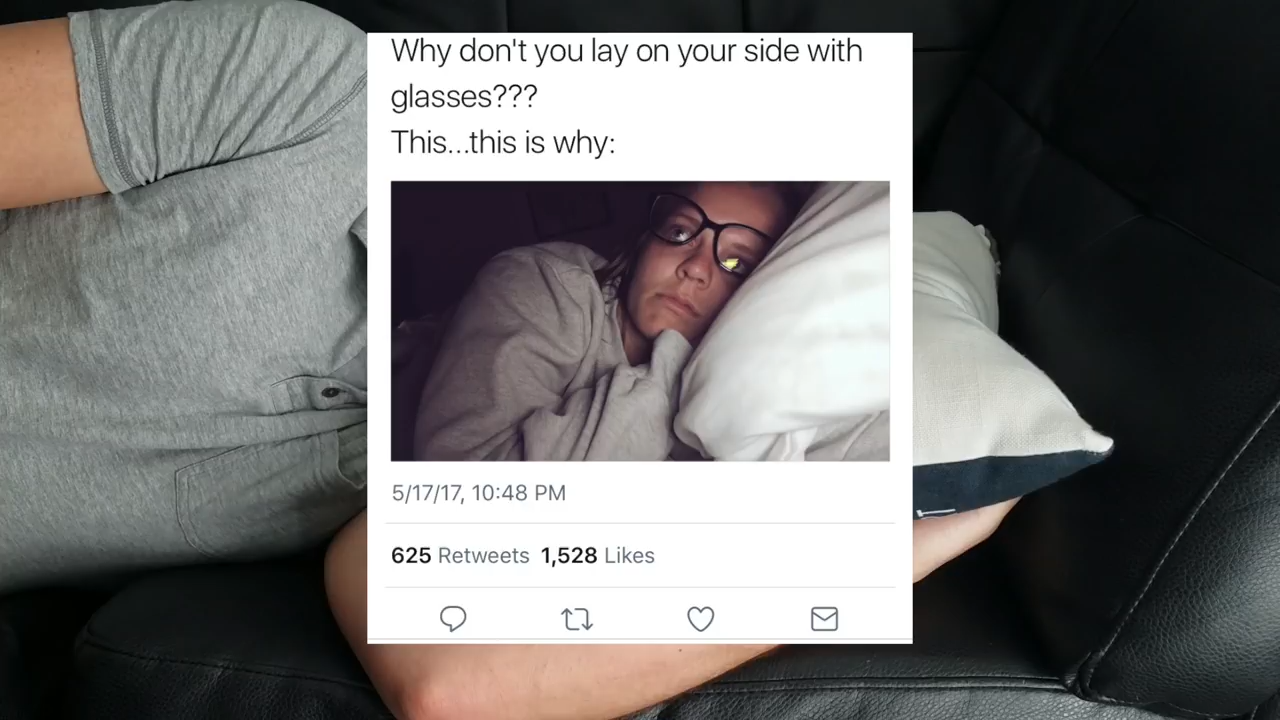 Why don't you lay on your side with
glasses???
This...this is why:
5/17/17, 10:48 PM
625 Retweets 1,528 Likes